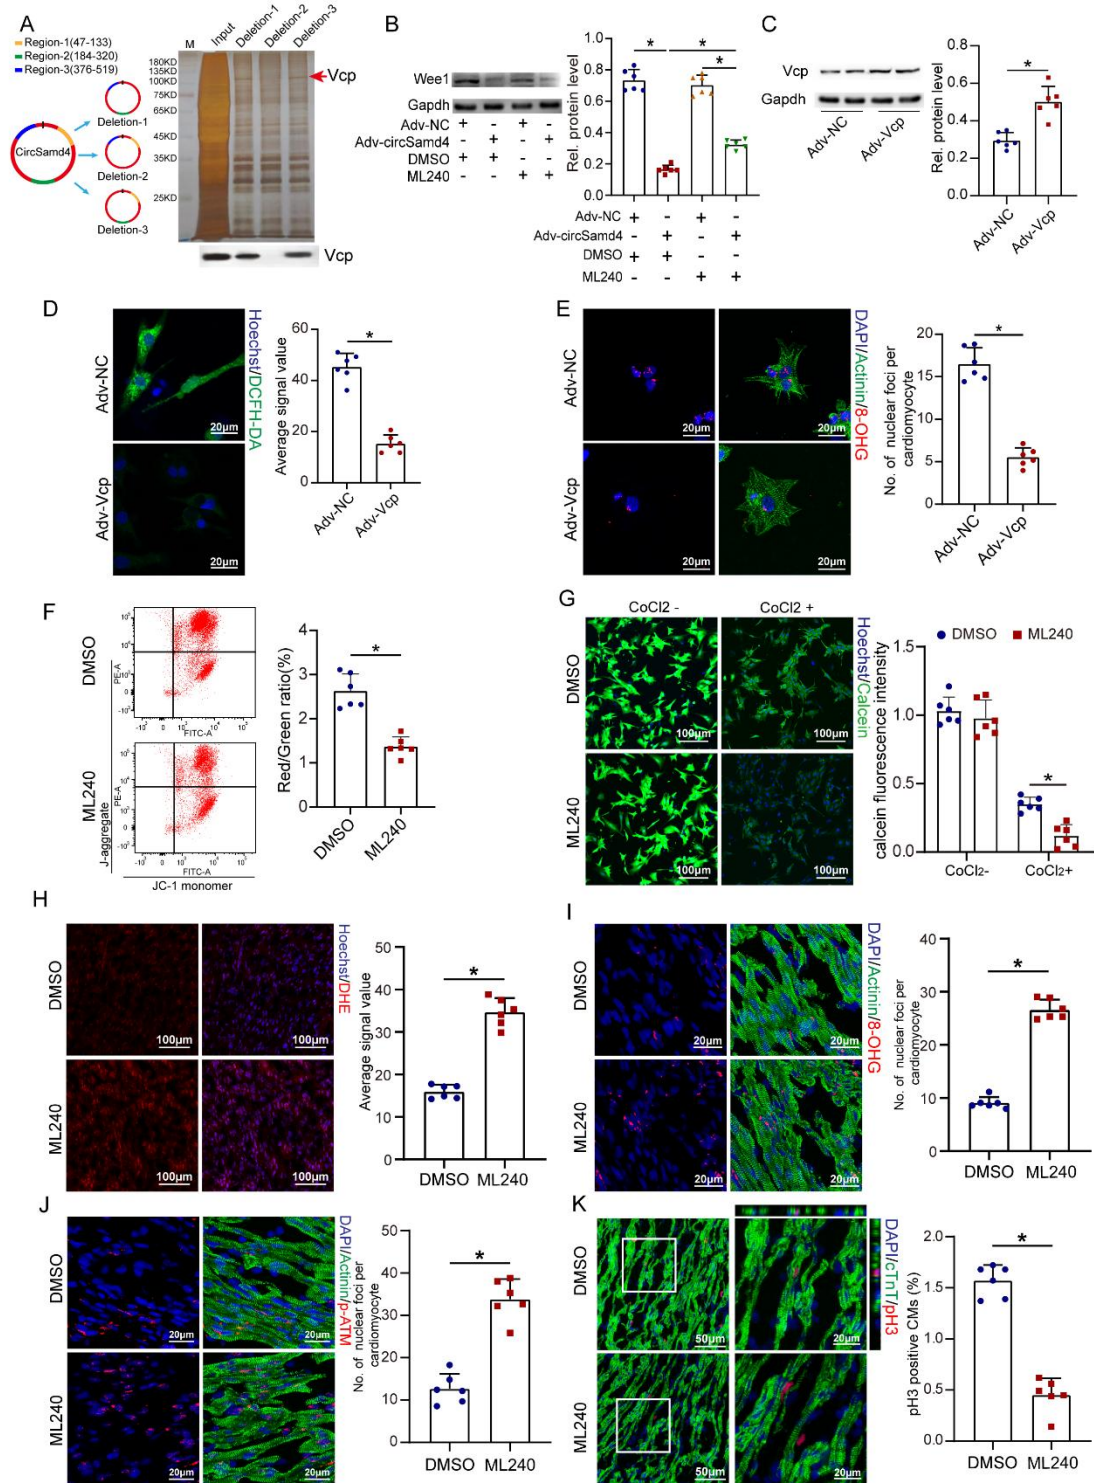 A
Region-1(47-133)
Region-2(184-320)
Region-3(376-519)
CircSamd4
Deletion-1
Deletion-2
Deletion-3
M
Input
Deletion-1
Deletion-2
Deletion-3
180KD
135KD
100KD
75KD
65KD
45KD
35KD
25KD
Vcp
Vcp
B
Wee1
Gapdh
Adv-NC + - + -
Adv-circSamd4 - + - +
DMSO + + - -
ML240 - - + +
Rel. protein level
1.0
0.8
0.6
0.4
0.2
0.0
* * *
Adv-NC + - + -
Adv-circSamd4 - + - +
DMSO + + - -
ML240 - - + +
C
Vcp
Gapdh
Adv-NC
Adv-Vcp
Rel. protein level
0.8
0.6
0.4
0.2
0.0
*
Adv-NC
Adv-Vcp
D
Adv-NC
Adv-Vcp
20μm
20μm
Hoechst/DCFH-DA
Average signal value
60
40
20
0
*
Adv-NC
Adv-Vcp
E
Adv-NC
Adv-Vcp
20μm
20μm
20μm
20μm
DAPI/Actinin/8-OHG
No. of nuclear foci per
cardiomyocyte
20
15
10
5
0
*
Adv-NC
Adv-Vcp
F
DMSO
ML240
PE-A
FITC-A
PE-A
FITC-A
J-aggregate
JC-1 monomer
Red/Green ratio(%)
4
3
2
1
0
*
DMSO
ML240
G
CoCl2 -
CoCl2 +
DMSO
ML240
100μm
100μm
100μm
100μm
Hoechst/Calcein
calcein fluorescence intensity
1.5
1.0
0.5
0.0
DMSO
ML240
*
CoCl2-
CoCl2+
H
DMSO
ML240
100μm
100μm
100μm
100μm
Hoechst/DHE
Average signal value
50
40
30
20
10
0
*
DMSO
ML240
I
DMSO
ML240
20μm
20μm
20μm
20μm
DAPI/Actinin/8-OHG
No. of nuclear foci per
cardiomyocyte
40
30
20
10
0
*
DMSO
ML240
J
DMSO
ML240
20μm
20μm
20μm
20μm
DAPI/Actinin/p-ATM
No. of nuclear foci per
cardiomyocyte
50
40
30
20
10
0
*
DMSO
ML240
K
DMSO
ML240
50μm
20μm
50μm
20μm
DAPI/cTnT/pH3
pH3 positive CMs (%)
2.0
1.5
1.0
0.5
0.0
*
DMSO
ML240